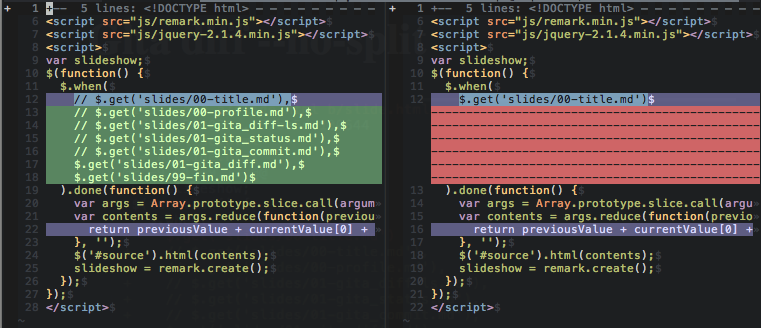 + 1 +--  5 lines: <!DOCTYPE html> - - - - - - - - - -
6 <script src="js/remark.min.js"></script>$
7 <script src="js/jquery-2.1.4.min.js"></script>$
8 <script>$
9 var slideshow;$
10 $(function() {$
11   $.when($
12     // $.get('slides/00-title.md'),$
13     // $.get('slides/00-profile.md'),$
14     // $.get('slides/01-gita_diff-ls.md'),$
15     // $.get('slides/01-gita_status.md'),$
16     // $.get('slides/01-gita_commit.md'),$
17     $.get('slides/01-gita_diff.md'),$
18     $.get('slides/99-fin.md')$
19   ).done(function() {$
20     var args = Array.prototype.slice.call(argum»
21     var contents = args.reduce(function(previou»
22       return previousValue + currentValue[0] + »
23     }, '');$
24     $('#source').html(contents);$
25     slideshow = remark.create();$
26   });$
27 });$
28 </script>$
~
+ 1 +--  5 lines: <!DOCTYPE html> - - - - - - - - - -
6 <script src="js/remark.min.js"></script>$
7 <script src="js/jquery-2.1.4.min.js"></script>$
8 <script>$
9 var slideshow;$
10 $(function() {$
11   $.when($
12     $.get('slides/00-title.md')$
13   ).done(function() {$
14     var args = Array.prototype.slice.call(argu»
15     var contents = args.reduce(function(previo»
16       return previousValue + currentValue[0] +»
17     }, '');$
18     $('#source').html(contents);$
19     slideshow = remark.create();$
20   });$
21 });$
22 </script>$
~